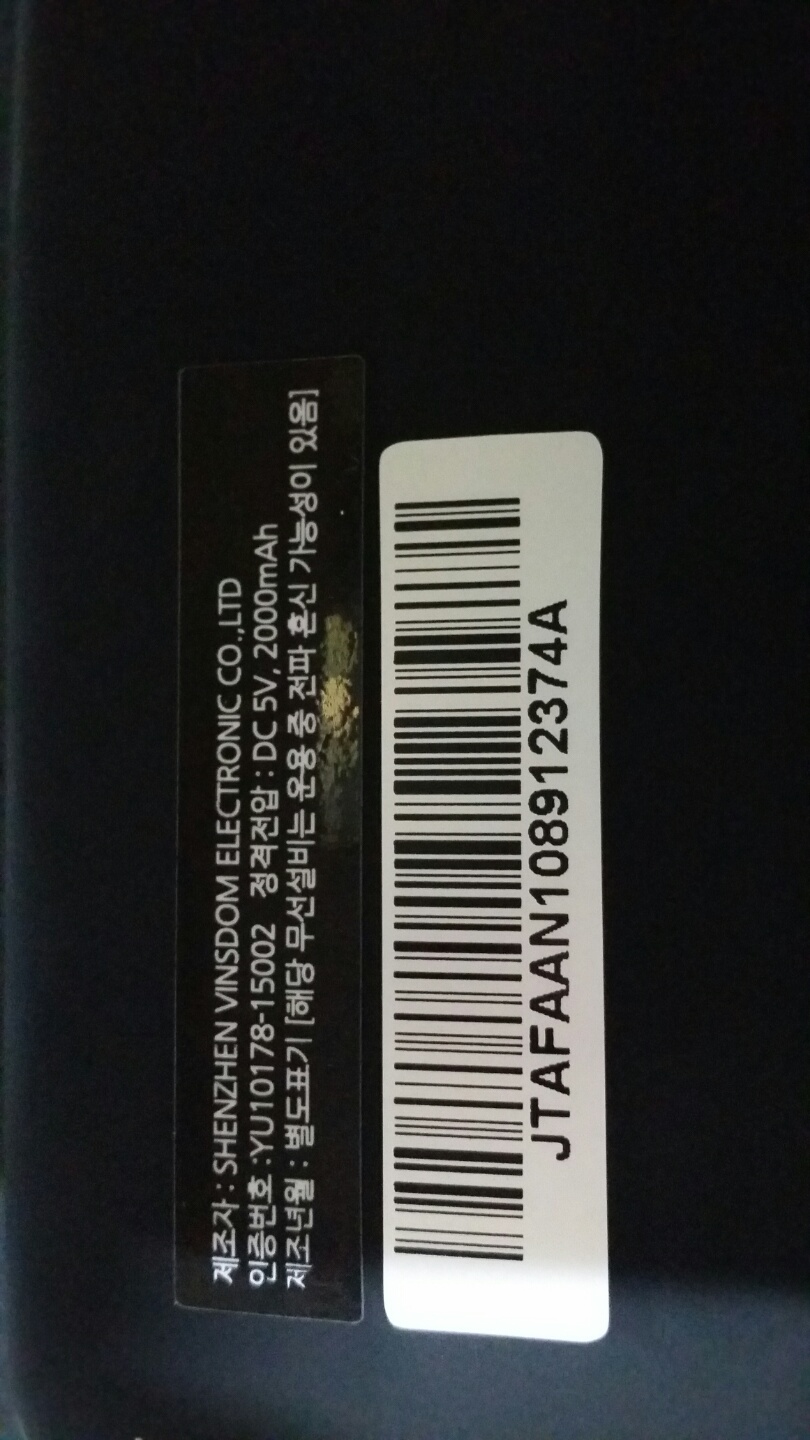 제조자 : SHENZHEN VINSDOM ELECTRONIC CO.,LTD
인증번호 :YU10178-15002 정격전압 : DC 5V, 2000mAh
제조년월 : 별도표기 [해당 무선설비는 운용 중 전파 혼신 가능성이 있음]
JTAFAAN108912374A